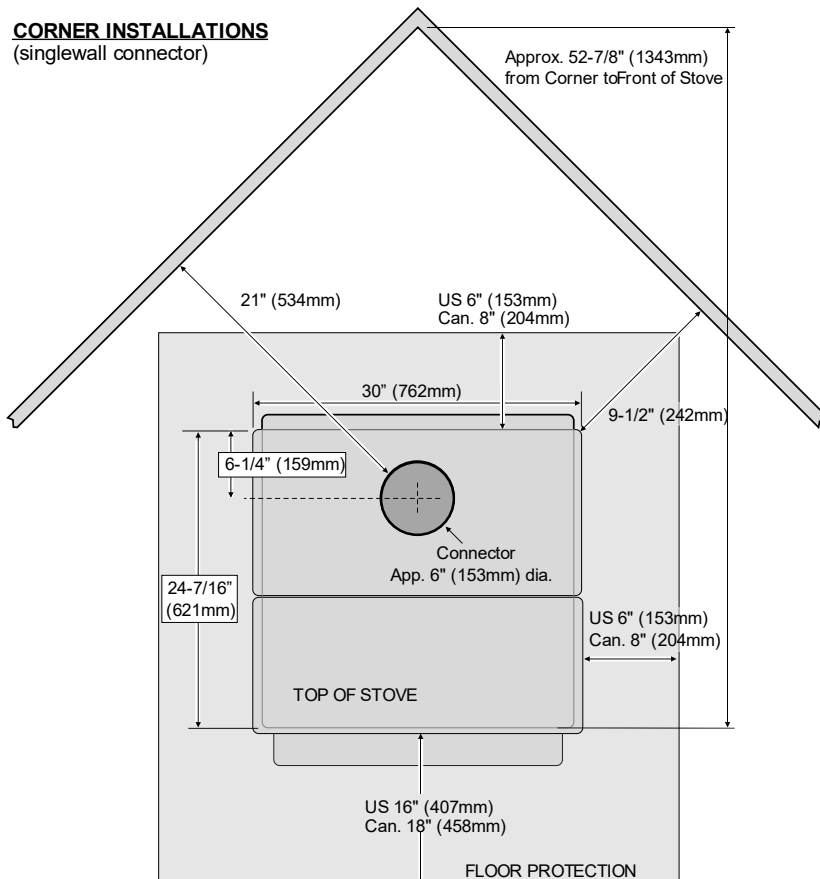 CORNER INSTALLATIONS
(singlewall connector)
Approx. 52-7/8" (1343mm)
from Corner toFront of Stove
21" (534mm)
US 6" (153mm)
Can. 8" (204mm)
30” (762mm)
9-1/2" (242mm)
6-1/4” (159mm)
Connector
App. 6" (153mm) dia.
24-7/16”
(621mm)
US 6" (153mm)
Can. 8" (204mm)
TOP OF STOVE
US 16" (407mm)
Can. 18" (458mm)
FLOOR PROTECTION